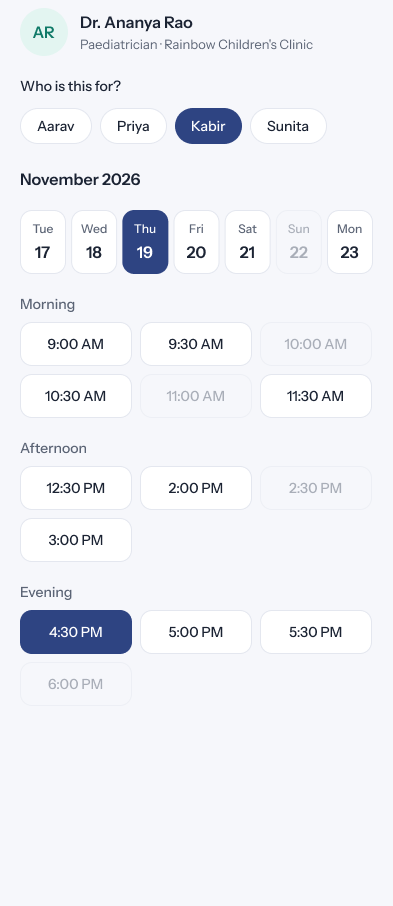 AR
Dr. Ananya Rao
Paediatrician · Rainbow Children's Clinic
Who is this for?
Aarav Priya Kabir Sunita
November 2026
Tue Wed Thu Fri Sat Sun Mon
17 18 19 20 21 22 23
Morning
9:00 AM 9:30 AM 10:00 AM
10:30 AM 11:00 AM 11:30 AM
Afternoon
12:30 PM 2:00 PM 2:30 PM
3:00 PM
Evening
4:30 PM 5:00 PM 5:30 PM
6:00 PM